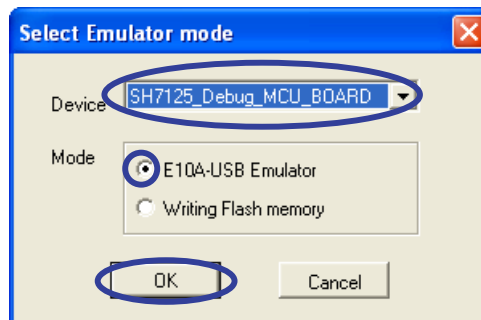 Select Emulator mode
Device SH7125_Debug_MCU_BOARD
Mode
E10A-USB Emulator
Writing Flash memory
OK Cancel